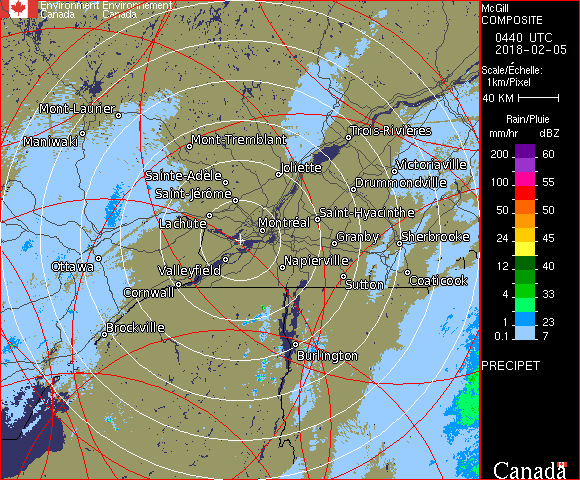 Environment Environnement
Canada Canada
McGill
COMPOSITE
0440 UTC
2018-02-05
Scale/Échelle:
1km/Pixel
40 KM
Rain/Pluie
mm/hr dBZ
200 60
100 55
50 50
24 45
12 40
4 33
1 23
0.1 7
PRECIPET
Canada
Mont-Laurier
Maniwaki
Mont-Tremblant
Trois-Rivières
Sainte-Adèle
Joliette
Victoriaville
Saint-Jérôme
Drummondville
Lachute
Montréal
Saint-Hyacinthe
Granby
Sherbrooke
Ottawa
Valleyfield
Napierville
Cornwall
Sutton
Coaticook
Brockville
Burlington